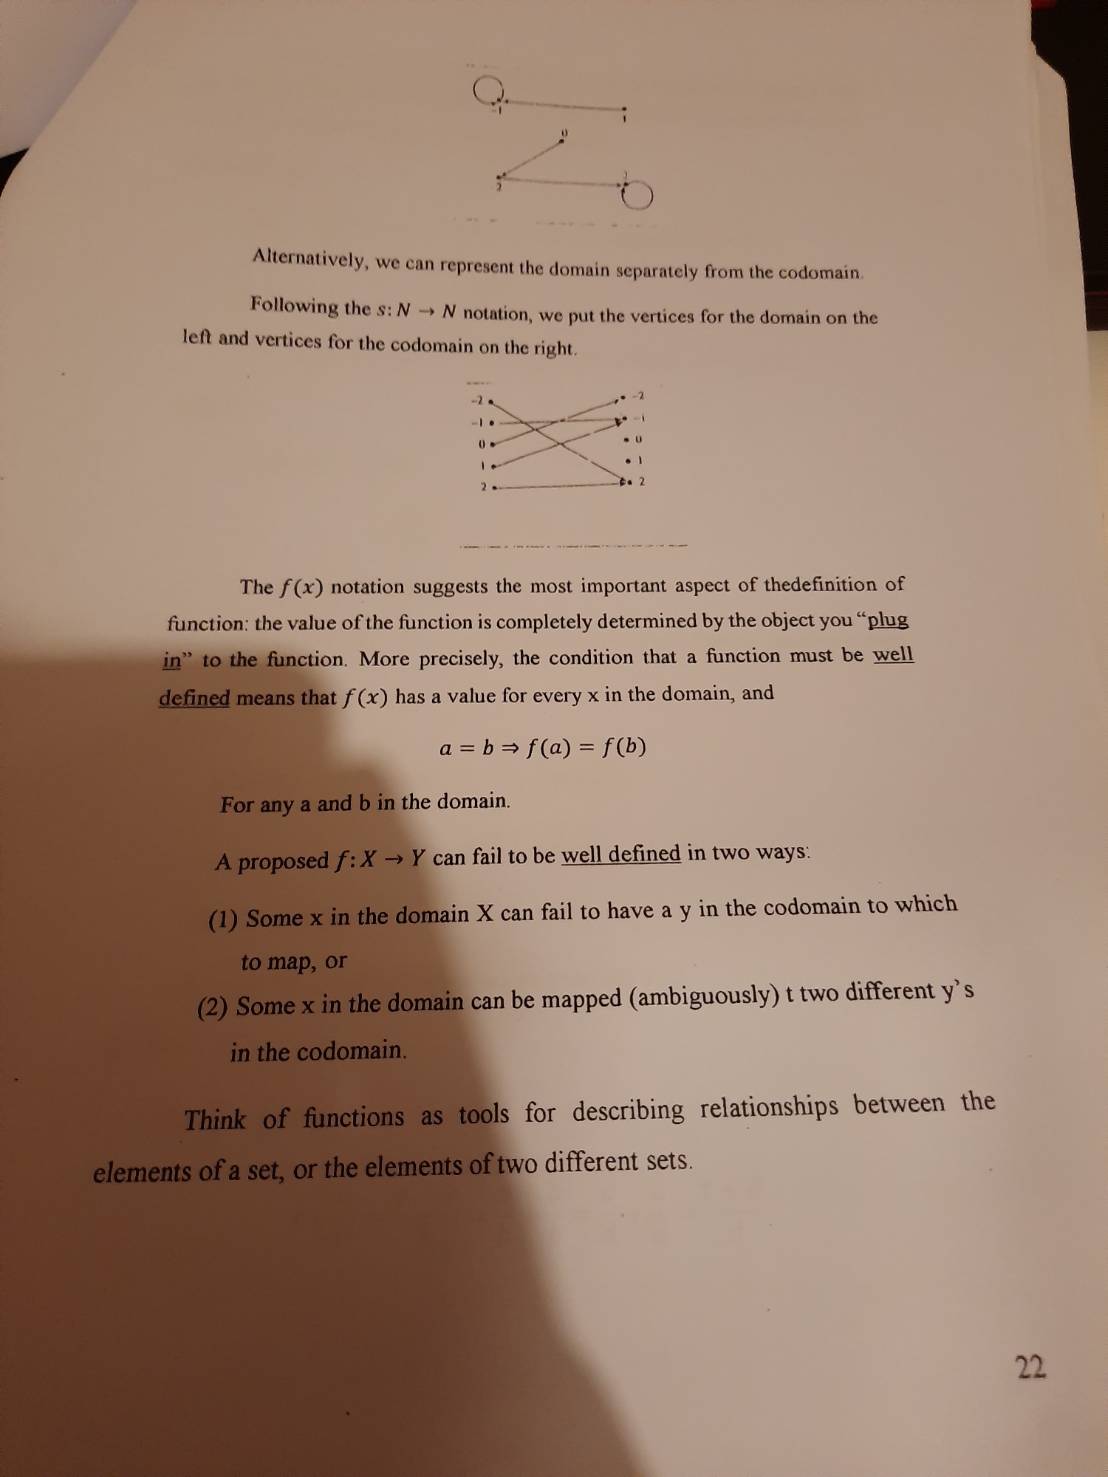 -1
1
0
2
Alternatively, we can represent the domain separately from the codomain.
Following the s: N → N notation, we put the vertices for the domain on the
left and vertices for the codomain on the right.
-2 -2
-1 -1
0 0
1 1
2 2
The f(x) notation suggests the most important aspect of thedefinition of
function: the value of the function is completely determined by the object you “plug
in” to the function. More precisely, the condition that a function must be well
defined means that f(x) has a value for every x in the domain, and
a = b ⇒ f(a) = f(b)
For any a and b in the domain.
A proposed f: X → Y can fail to be well defined in two ways:
(1) Some x in the domain X can fail to have a y in the codomain to which
to map, or
(2) Some x in the domain can be mapped (ambiguously) t two different y`s
in the codomain.
Think of functions as tools for describing relationships between the
elements of a set, or the elements of two different sets.
22